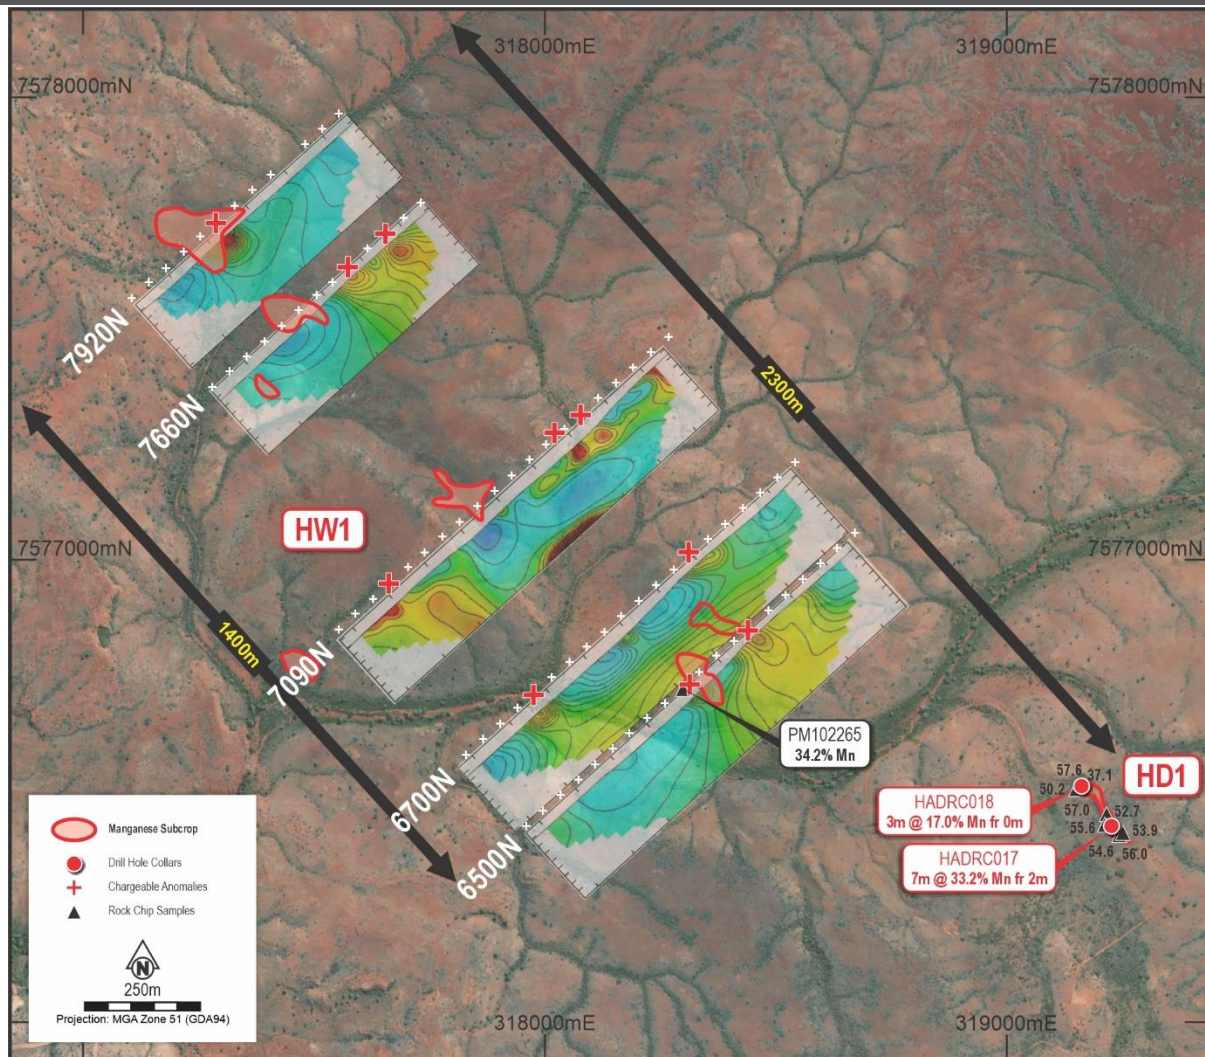 318000mE
319000mE
7578000mN
7578000mN
7920N
7660N
2300m
HW1
7577000mN
7577000mN
1400m
7090N
PM102265
34.2% Mn
6700N
6500N
57.6
37.1
50.2
HD1
HADRC018
3m @ 17.0% Mn fr 0m
57.0
52.7
55.6
53.9
HADRC017
7m @ 33.2% Mn fr 2m
54.6
56.0
Manganese Subcrop
Drill Hole Collars
Chargeable Anomalies
Rock Chip Samples
N
250m
Projection: MGA Zone 51 (GDA94)
318000mE
319000mE